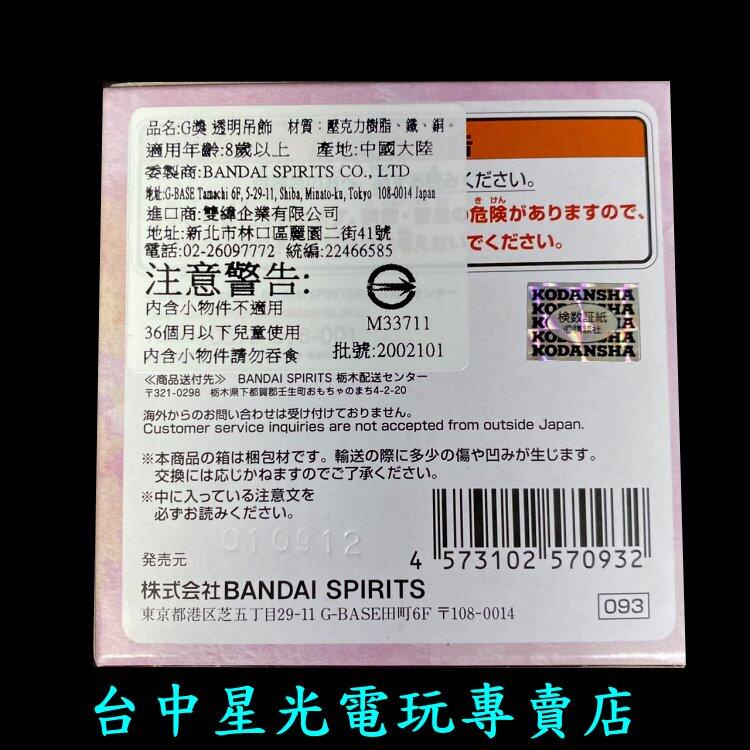 品名:G獎 透明吊飾 材質：壓克力樹脂、鐵、銅。
適用年齡:8歲以上 產地:中國大陸
委製商:BANDAI SPIRITS CO., LTD
地址:G-BASE Tamachi 6F, 5-29-11, Shiba, Minato-ku, Tokyo 108-0014 Japan
進口商:雙緯企業有限公司
地址:新北市林口區麗園二街41號
電話:02-26097772 統編:22466585
注意警告:
內含小物件不適用
36個月以下兒童使用
內含小物件請勿吞食
M33711
批號:2002101
ください。
きけん
危険がありますので、
でください。
KODANSHA
検数証紙
©講談社
KODANSHA
≪商品送付先≫ BANDAI SPIRITS 栃木配送センター
〒321-0298 栃木県下都賀郡壬生町おもちゃのまち4-2-20
海外からのお問い合わせは受け付けておりません。
Customer service inquiries are not accepted from outside Japan.
※本商品の箱は梱包材です。輸送の際に多少の傷や凹みが生じます。
交換には応じかねますのでご了承ください。
※中に入っている注意文を
必ずお読みください。
010912
発売元
株式会社BANDAI SPIRITS
東京都港区芝五丁目29-11 G-BASE田町6F 〒108-0014
4 573102 570932
093
台中星光電玩專賣店